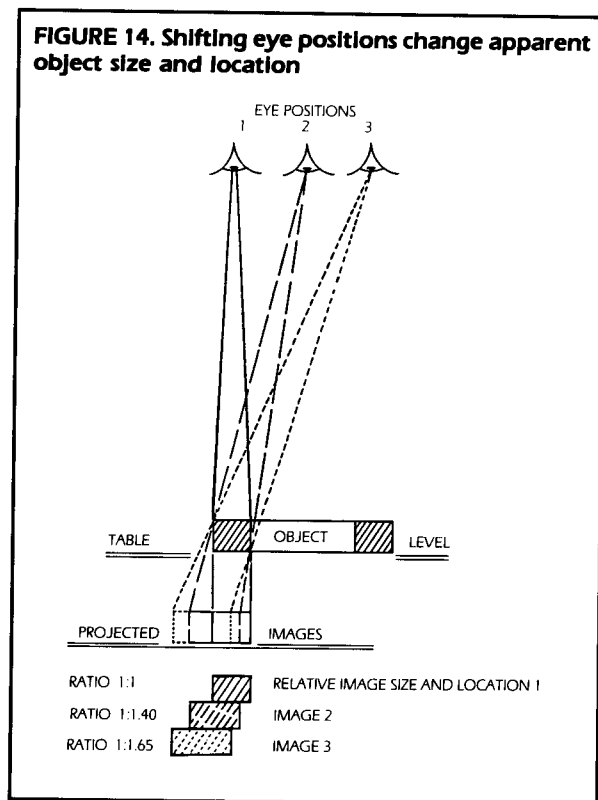 FIGURE 14. Shifting eye positions change apparent
object size and location
EYE POSITIONS
1 2 3
TABLE OBJECT LEVEL
PROJECTED IMAGES
RATIO 1:1 RELATIVE IMAGE SIZE AND LOCATION 1
RATIO 1:1.40 IMAGE 2
RATIO 1:1.65 IMAGE 3